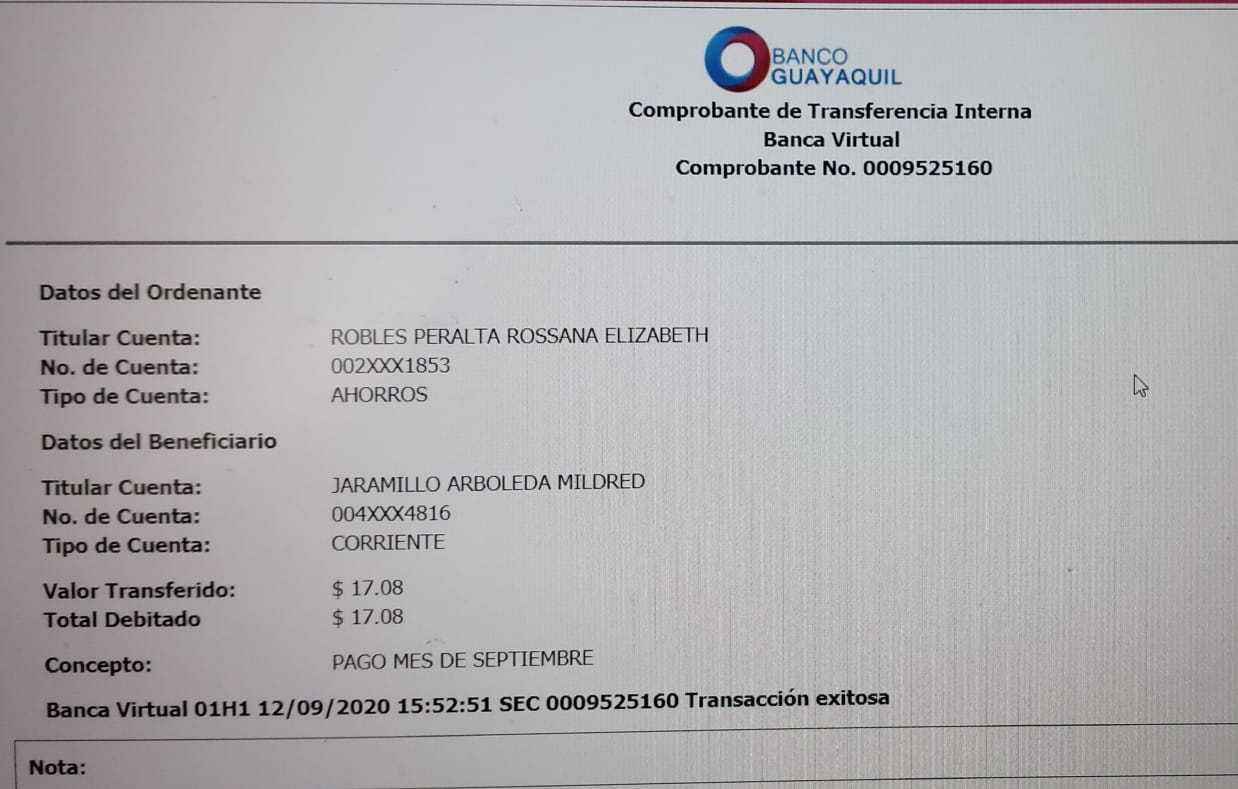 BANCO
GUAYAQUIL
Comprobante de Transferencia Interna
Banca Virtual
Comprobante No. 0009525160
Datos del Ordenante
Titular Cuenta: ROBLES PERALTA ROSSANA ELIZABETH
No. de Cuenta: 002XXX1853
Tipo de Cuenta: AHORROS
Datos del Beneficiario
Titular Cuenta: JARAMILLO ARBOLEDA MILDRED
No. de Cuenta: 004XXX4816
Tipo de Cuenta: CORRIENTE
Valor Transferido: $ 17.08
Total Debitado $ 17.08
Concepto: PAGO MES DE SEPTIEMBRE
Banca Virtual 01H1 12/09/2020 15:52:51 SEC 0009525160 Transacción exitosa
Nota: